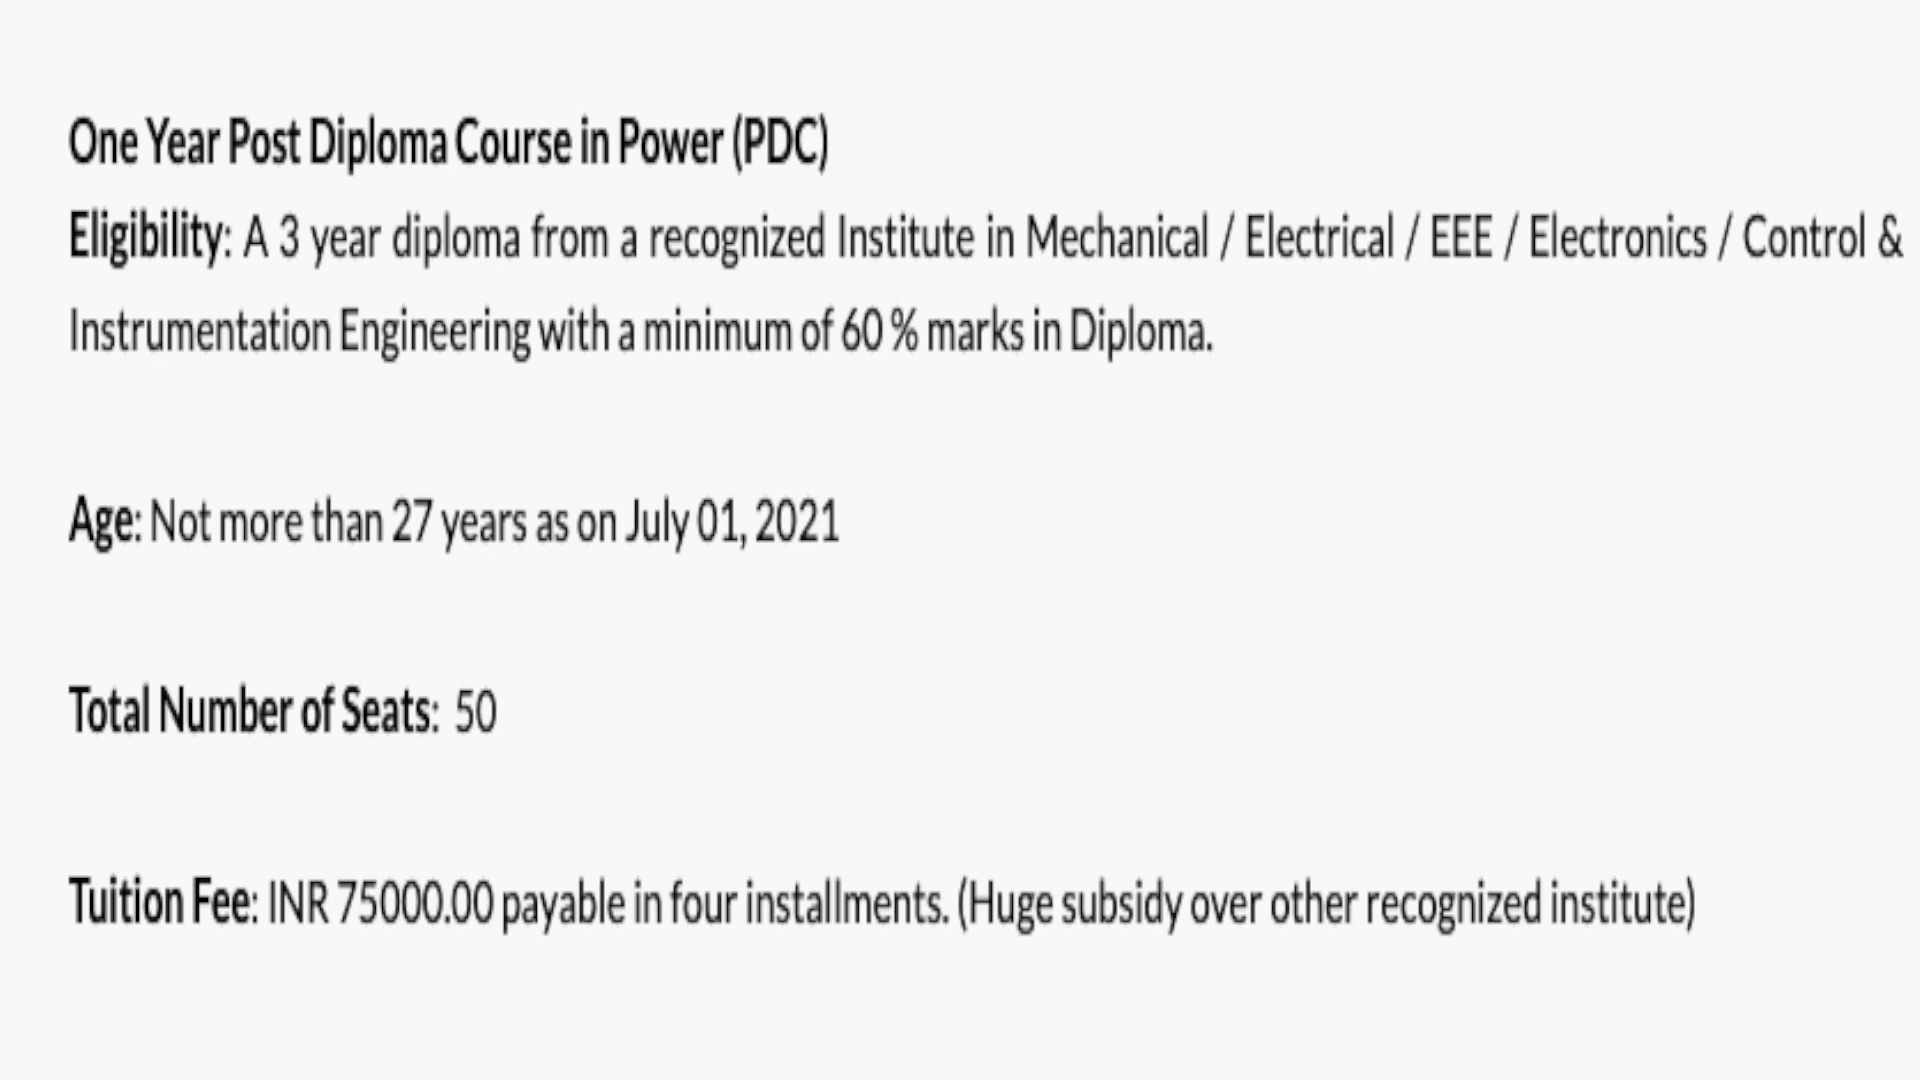 One Year Post Diploma Course in Power (PDC)
Eligibility: A 3 year diploma from a recognized Institute in Mechanical / Electrical / EEE / Electronics / Control &
Instrumentation Engineering with a minimum of 60 % marks in Diploma.
Age: Not more than 27 years as on July 01, 2021
Total Number of Seats: 50
Tuition Fee: INR 75000.00 payable in four installments. (Huge subsidy over other recognized institute)